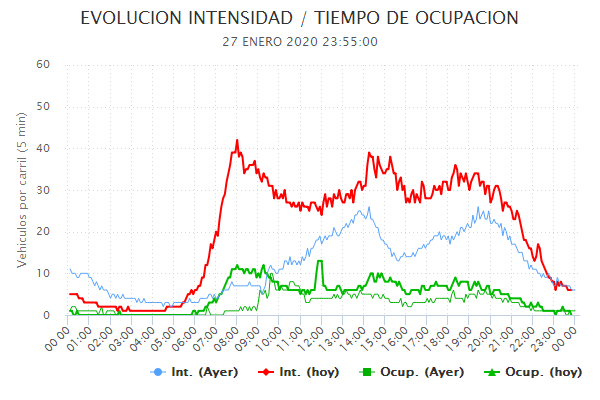 EVOLUCION INTENSIDAD / TIEMPO DE OCUPACION
27 ENERO 2020 23:55:00
Vehículos por carril (5 min)
60
50
40
30
20
10
0
00:00 01:00 02:00 03:00 04:00 05:00 06:00 07:00 08:00 09:00 10:00 11:00 12:00 13:00 14:00 15:00 16:00 17:00 18:00 19:00 20:00 21:00 22:00 23:00 00:00
Int. (Ayer) Int. (hoy) Ocup. (Ayer) Ocup. (hoy)